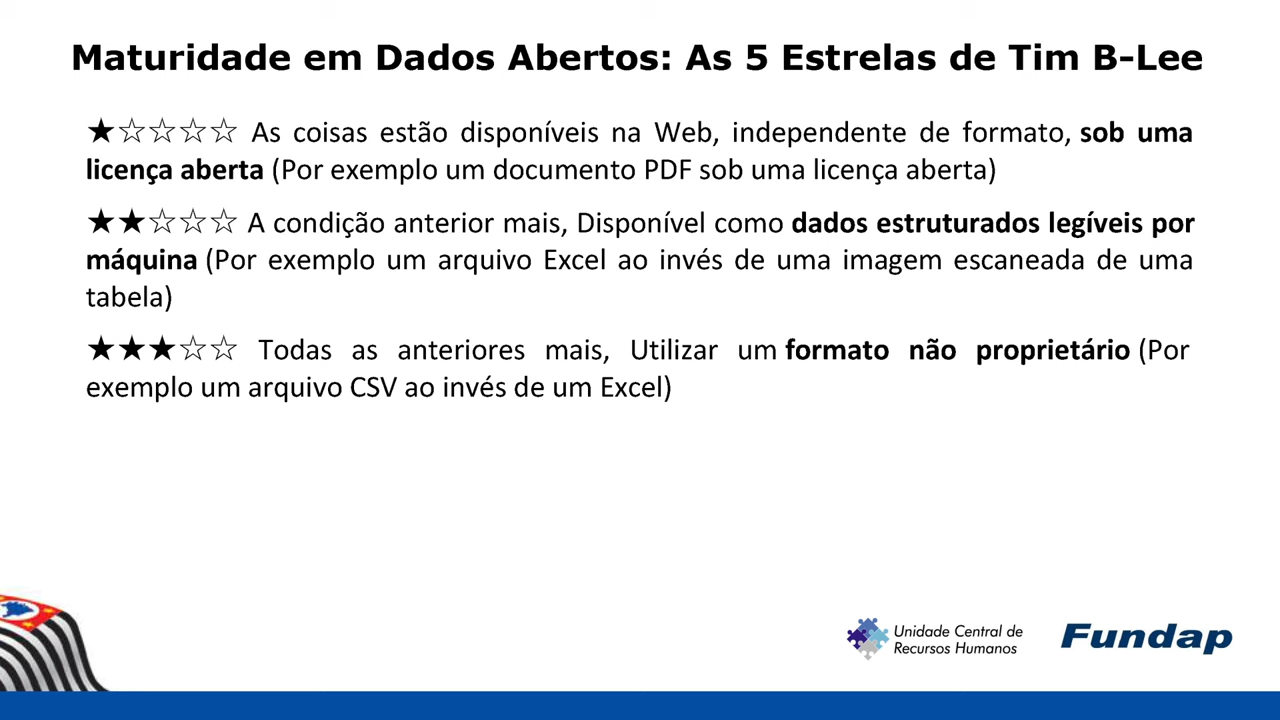 Maturidade em Dados Abertos: As 5 Estrelas de Tim B-Lee
★☆☆☆☆ As coisas estão disponíveis na Web, independente de formato, sob uma
licença aberta (Por exemplo um documento PDF sob uma licença aberta)
★★☆☆☆ A condição anterior mais, Disponível como dados estruturados legíveis por
máquina (Por exemplo um arquivo Excel ao invés de uma imagem escaneada de uma
tabela)
★★★☆☆ Todas as anteriores mais, Utilizar um formato não proprietário (Por
exemplo um arquivo CSV ao invés de um Excel)
Unidade Central de
Recursos Humanos
Fundap